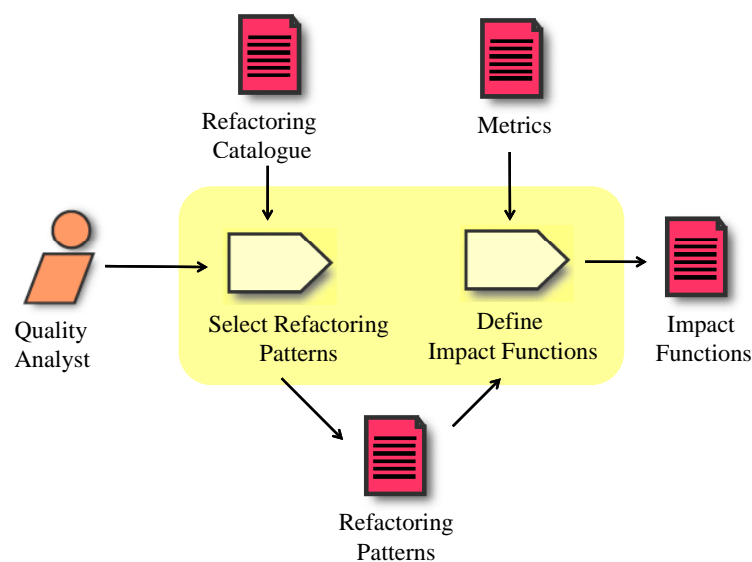 Refactoring
Catalogue
Metrics
Quality
Analyst
Select Refactoring
Patterns
Define
Impact Functions
Impact
Functions
Refactoring
Patterns